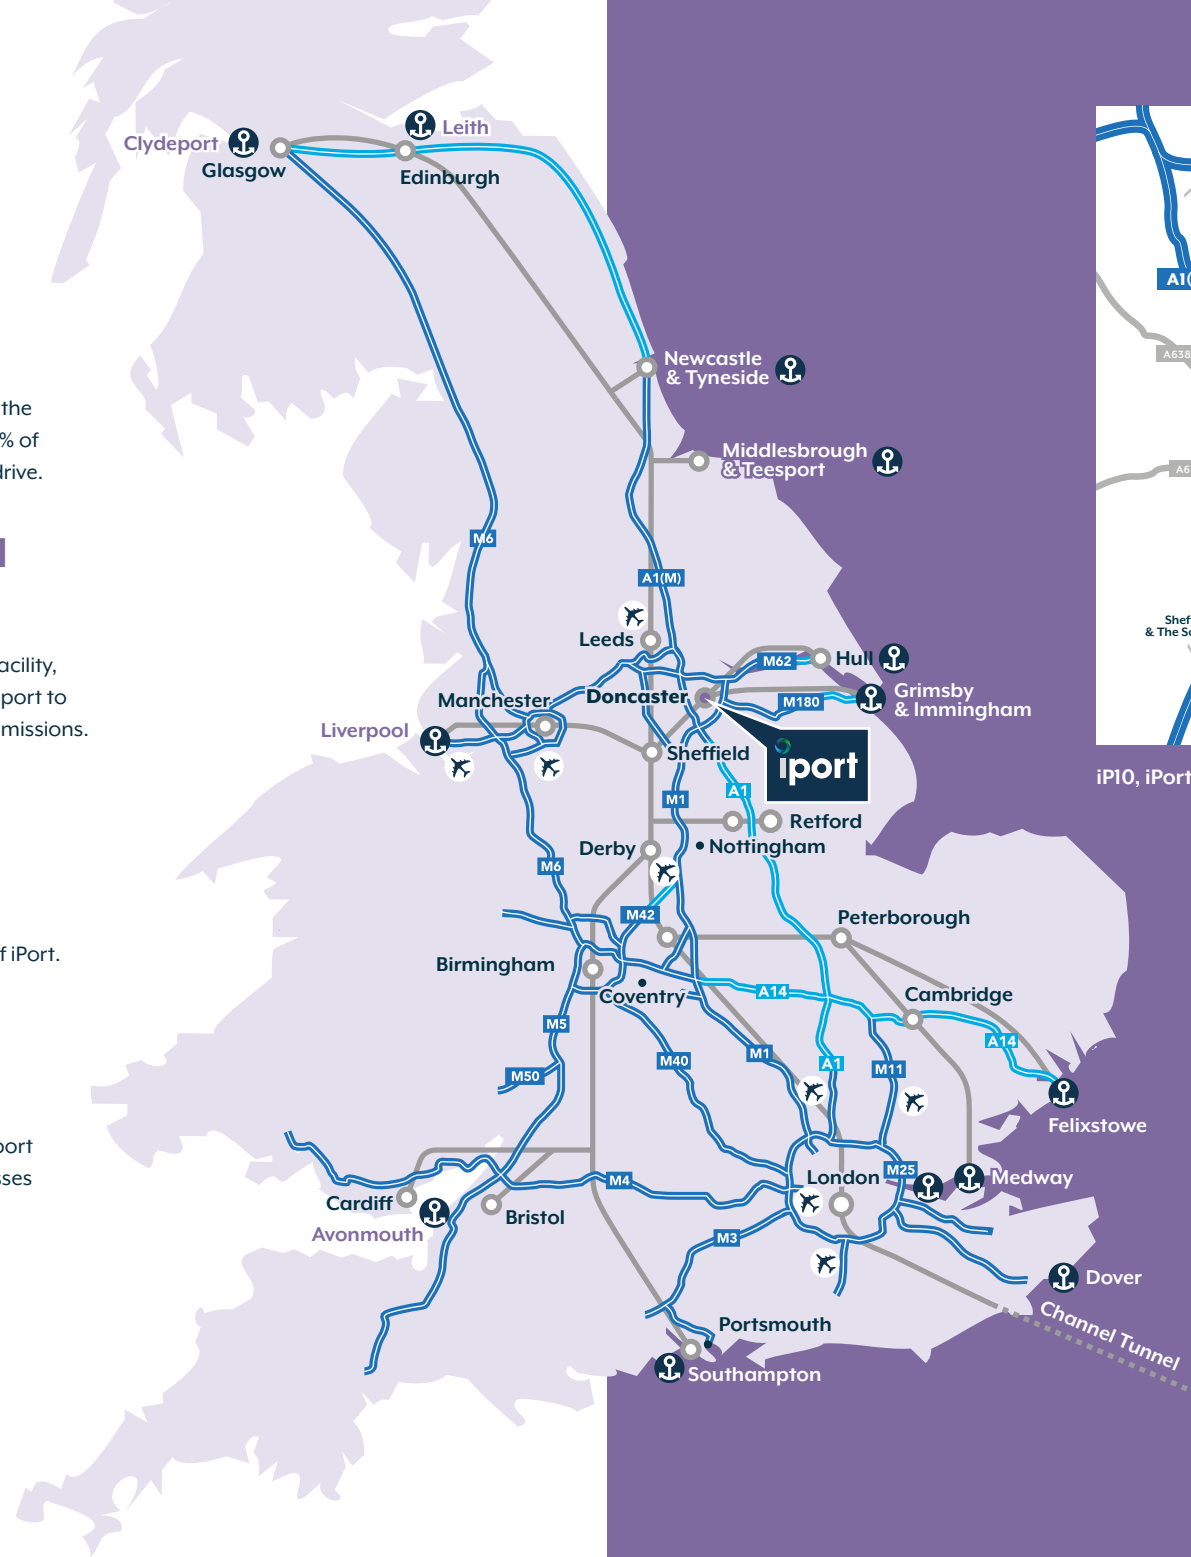 Clydeport
Leith
Glasgow
Edinburgh
A1(
A638
Newcastle
& Tyneside
the
% of
drive.
Middlesbrough
& Teesport
A6
M6
A1(M)
Shef
& The So
Leeds
M62
Hull
acility,
port to
missions.
Manchester
Doncaster
M180
Grimsby
& Immingham
Liverpool
Sheffield
iport
iP10, iPort
M1
A1
Retford
Derby
Nottingham
M6
M42
Peterborough
f iPort.
Birmingham
Coventry
A14
Cambridge
M5
A14
M40
M1
A1
M11
M50
Felixstowe
port
sses
M4
London
M25
Medway
Cardiff
Bristol
Avonmouth
M3
Dover
Channel Tunnel
Portsmouth
Southampton